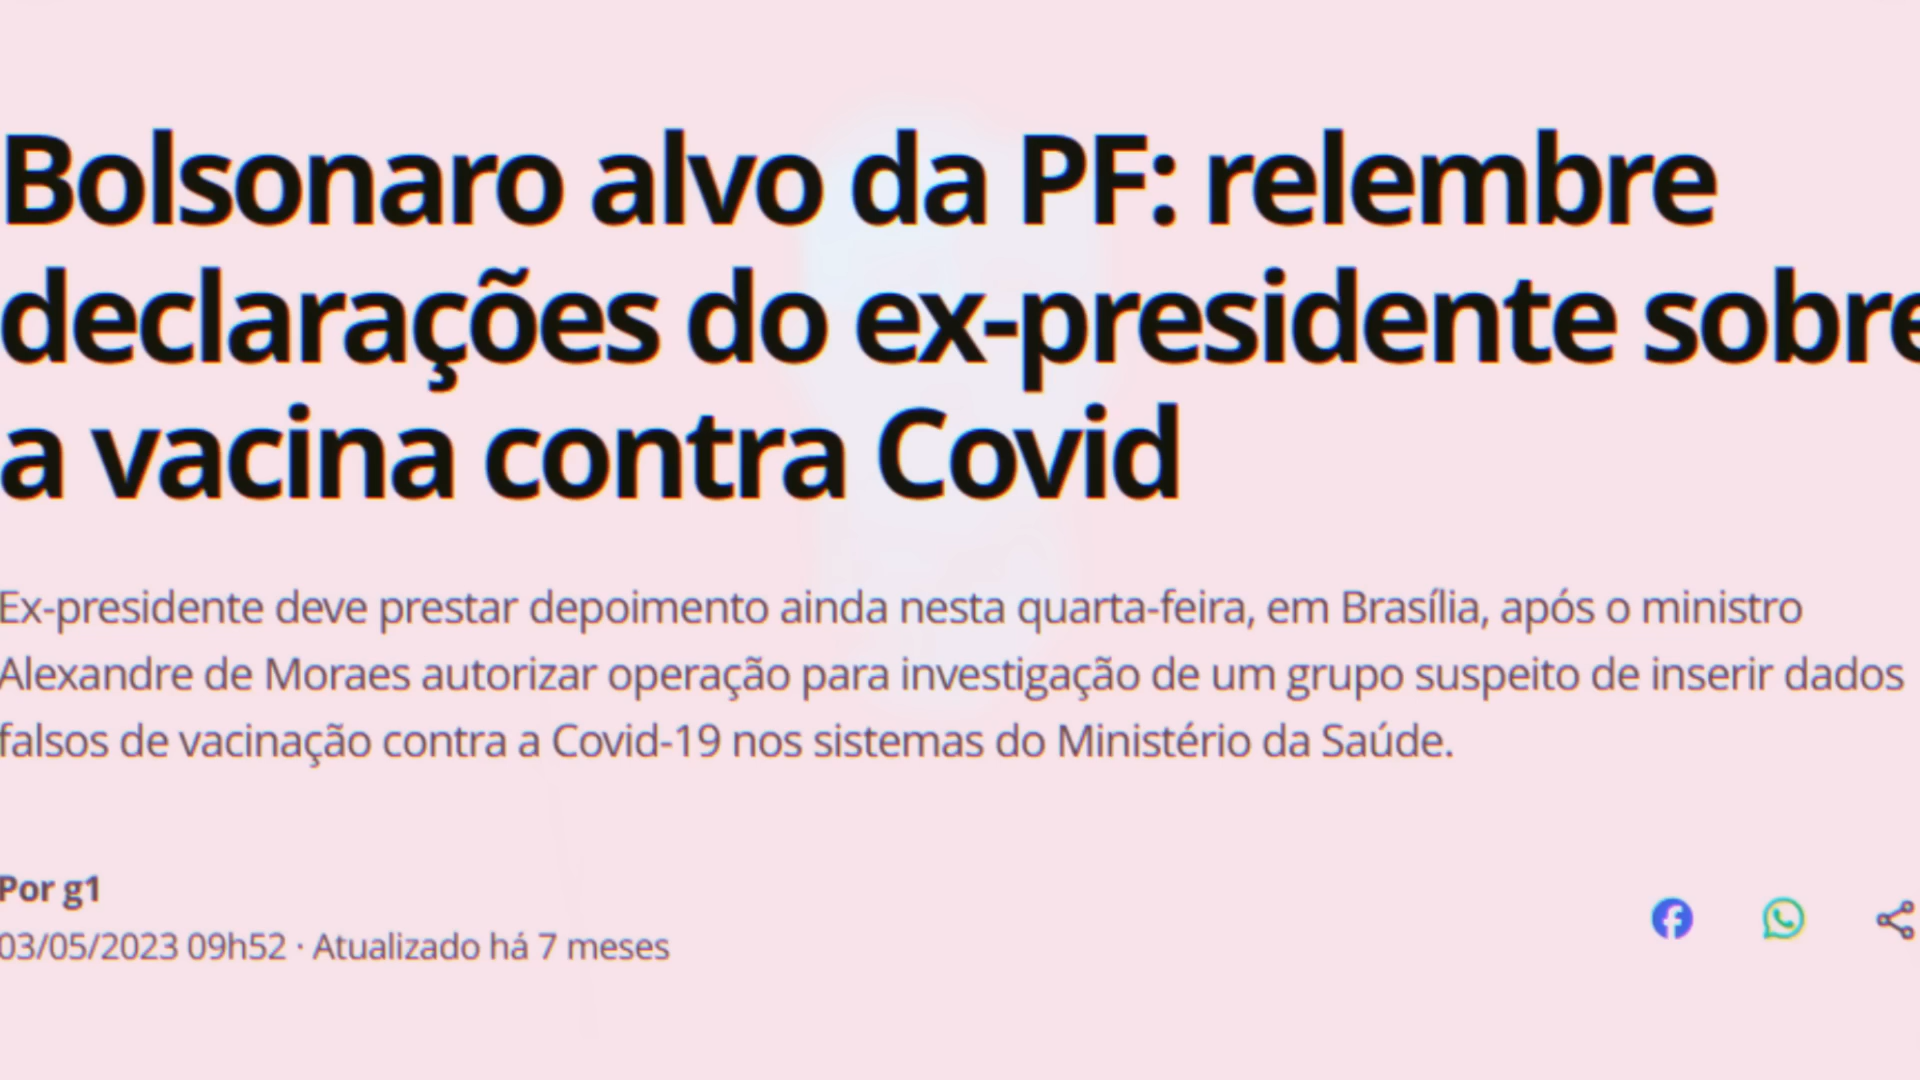 Bolsonaro alvo da PF: relembre
declarações do ex-presidente sobre
a vacina contra Covid
Ex-presidente deve prestar depoimento ainda nesta quarta-feira, em Brasília, após o ministro
Alexandre de Moraes autorizar operação para investigação de um grupo suspeito de inserir dados
falsos de vacinação contra a Covid-19 nos sistemas do Ministério da Saúde.
Por g1
03/05/2023 09h52 · Atualizado há 7 meses